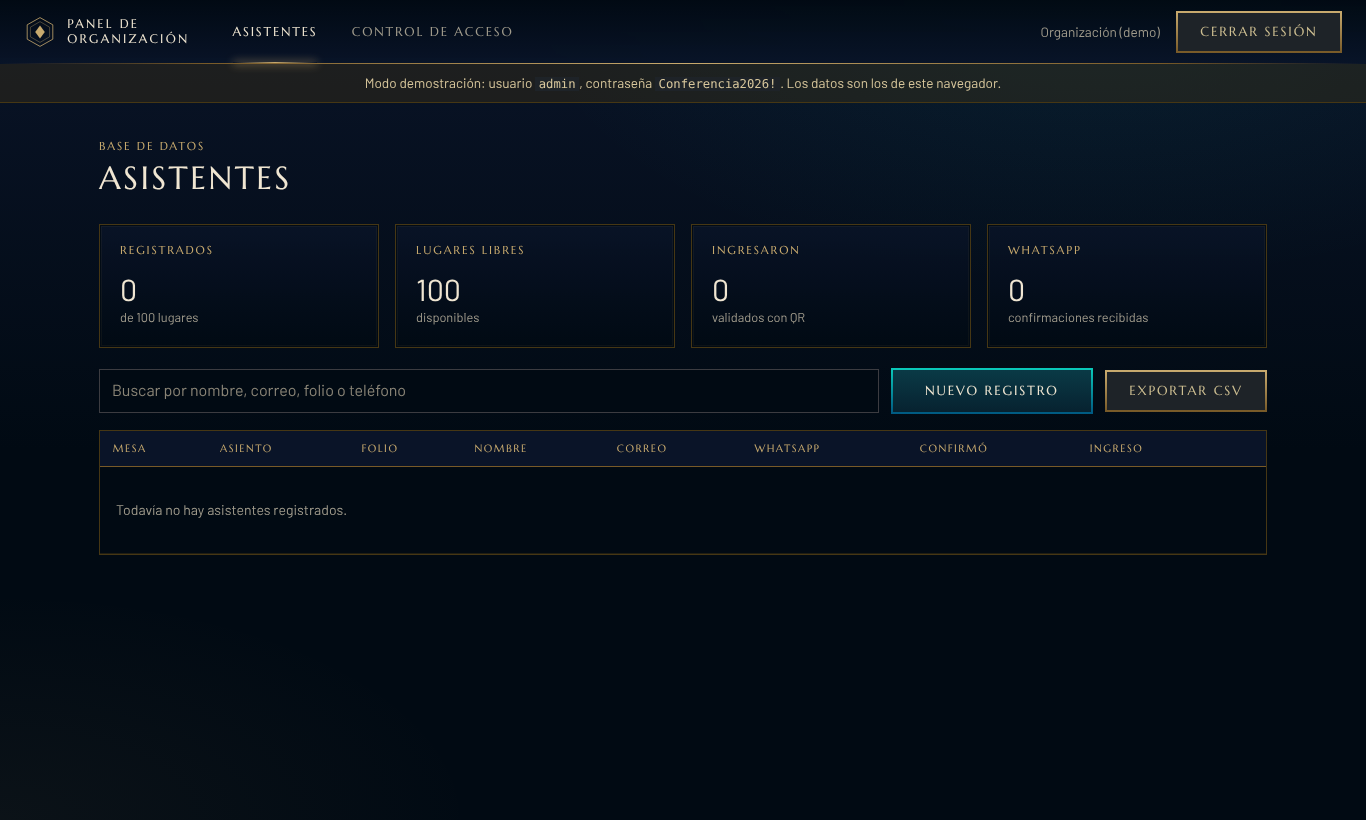 PANEL DE
ORGANIZACIÓN
ASISTENTES
CONTROL DE ACCESO
Organización (demo)
CERRAR SESIÓN
Modo demostración: usuario admin, contraseña Conferencia2026! . Los datos son los de este navegador.
BASE DE DATOS
ASISTENTES
REGISTRADOS
0
de 100 lugares
LUGARES LIBRES
100
disponibles
INGRESARON
0
validados con QR
WHATSAPP
0
confirmaciones recibidas
Buscar por nombre, correo, folio o teléfono
NUEVO REGISTRO
EXPORTAR CSV
MESA ASIENTO FOLIO NOMBRE CORREO WHATSAPP CONFIRMÓ INGRESO
Todavía no hay asistentes registrados.